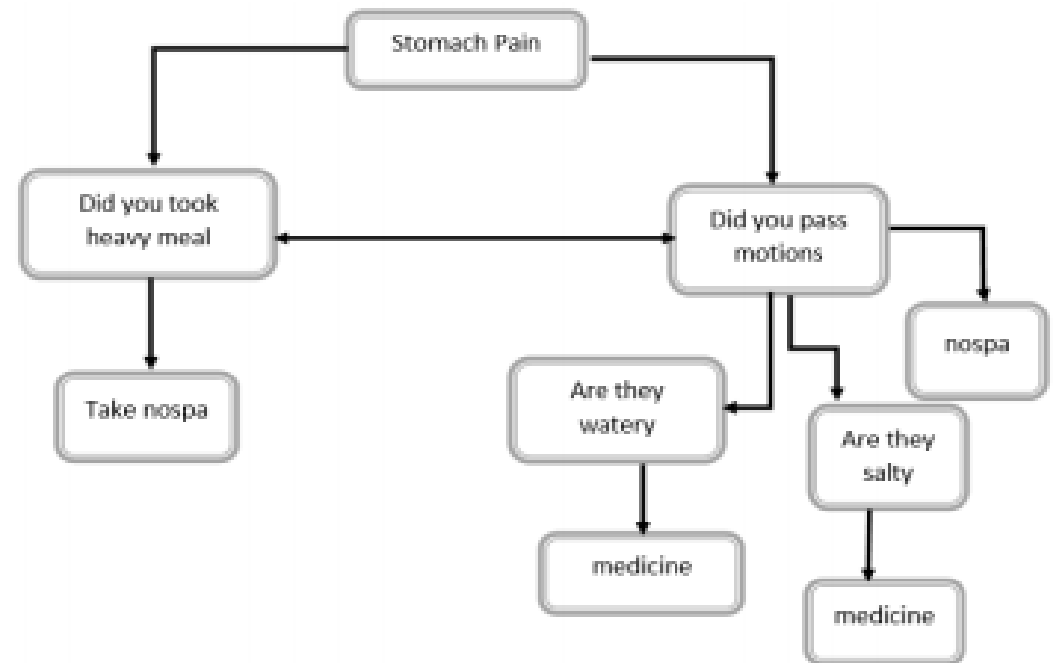 Stomach Pain
Did you took
heavy meal
Did you pass
motions
nospa
Take nospa
Are they
watery
Are they
salty
medicine
medicine